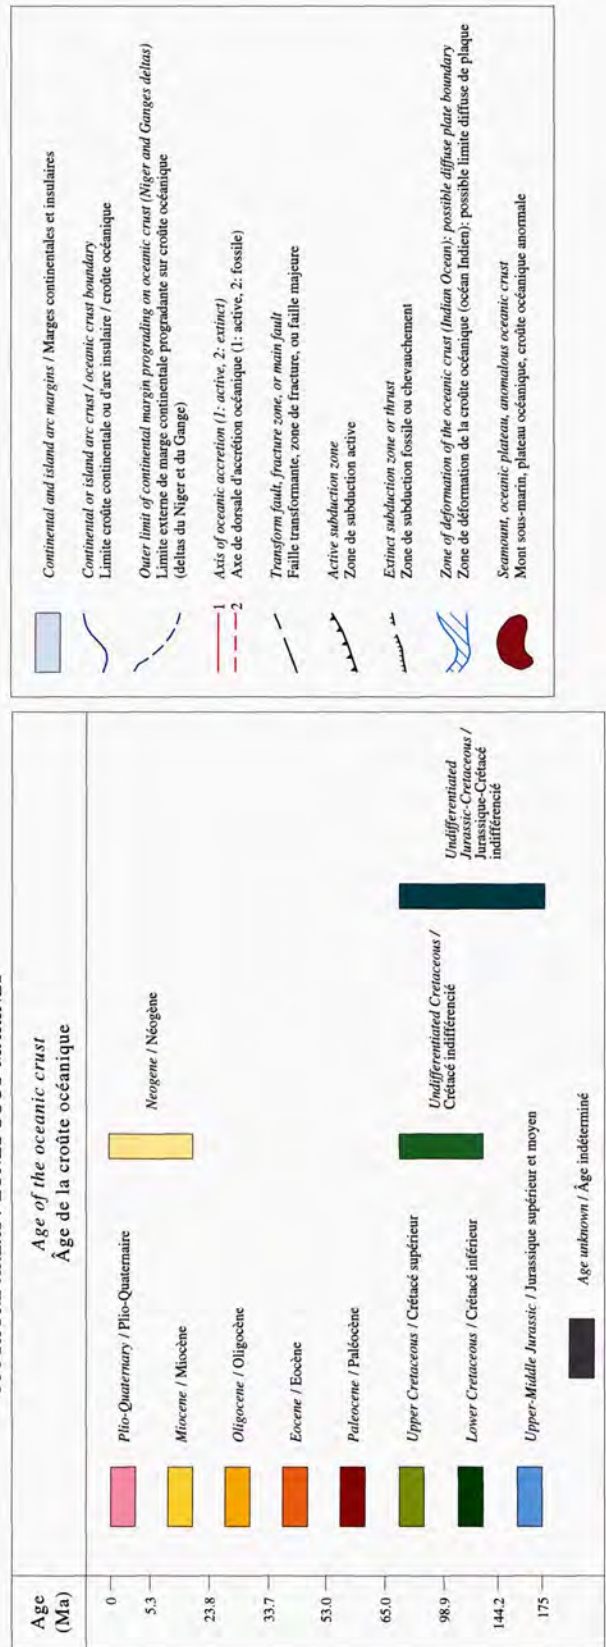 Age of the oceanic crust
Âge de la croûte océanique
Age
(Ma)
0
5.3
23.8
33.7
53.0
65.0
98.9
144.2
175
Plio-Quaternary / Plio-Quaternaire
Miocene / Miocène
Oligocene / Oligocène
Eocene / Eocène
Paleocene / Paléocène
Upper Cretaceous / Crétacé supérieur
Lower Cretaceous / Crétacé inférieur
Upper-Middle Jurassic / Jurassique supérieur et moyen
Neogene / Néogène
Undifferentiated Cretaceous /
Crétacé indifférencié
Undifferentiated
Jurassic-Cretaceous /
Jurassique-Crétacé
indifférencié
Age unknown / Âge indéterminé
Continental and island arc margins / Marges continentales et insulaires
Continental or island arc crust / oceanic crust boundary
Limite croûte continentale ou d'arc insulaire / croûte océanique
Outer limit of continental margin prograding on oceanic crust (Niger and Ganges deltas)
Limite externe de marge continentale progradante sur croûte océanique
(deltas du Niger et du Gange)
1
2
Axis of oceanic accretion (1: active, 2: extinct)
Axe de dorsale d'accrétion océanique (1: active, 2: fossile)
Transform fault, fracture zone, or main fault
Faille transformante, zone de fracture, ou faille majeure
Active subduction zone
Zone de subduction active
Extinct subduction zone or thrust
Zone de subduction fossile ou chevauchement
Zone of deformation of the oceanic crust (Indian Ocean): possible diffuse plate boundary
Zone de déformation de la croûte océanique (océan Indien): possible limite diffuse de plaque
Seamount, oceanic plateau, anomalous oceanic crust
Mont sous-marin, plateau océanique, croûte océanique anormale